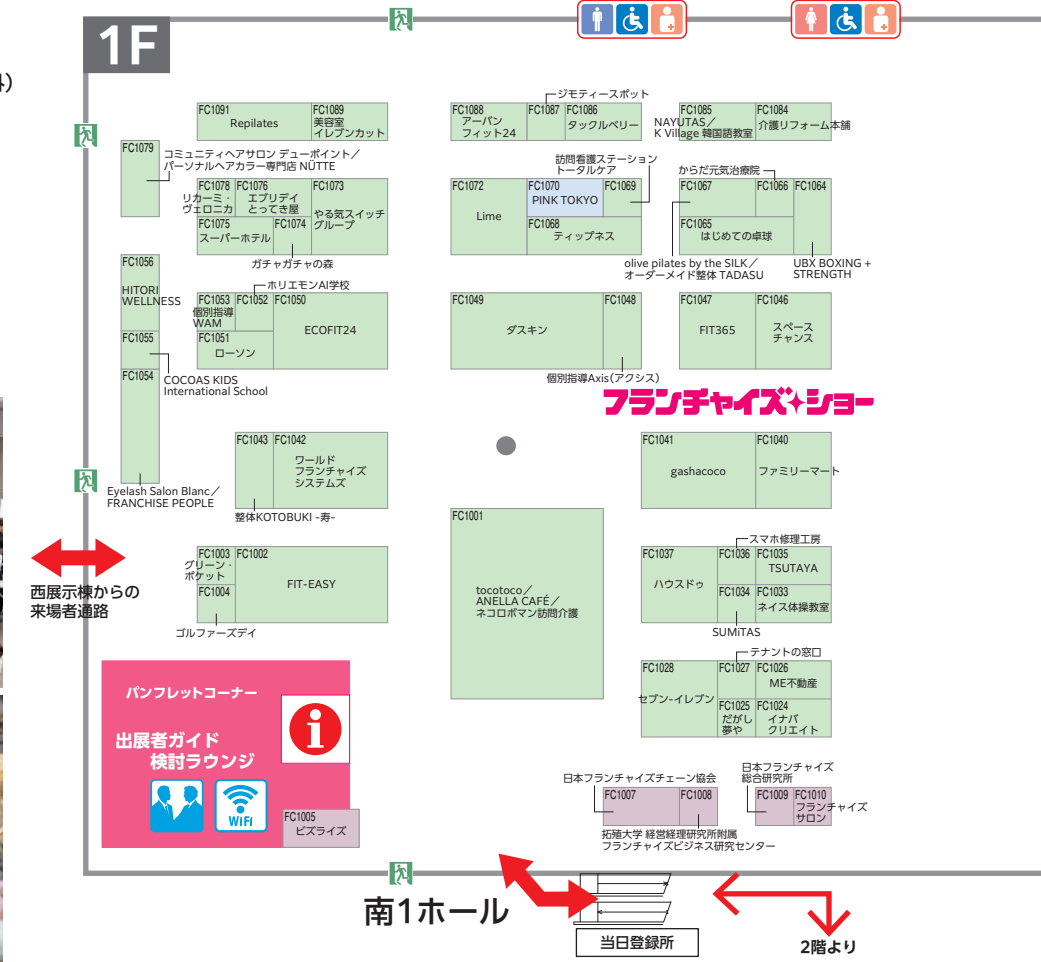 1F
4)
FC1091
Repilates
FC1089
美容室
イレブンカット
FC1088
アーバン
フィット24
ジモティースポット
FC1087
FC1086
タックルベリー
FC1085
NAYUTAS／
K Village 韓国語教室
FC1084
介護リフォーム本舗
FC1079
コミュニティヘアサロン デューポイント／
パーソナルヘアカラー専門店 NÜTTE
FC1078
リカーミ・
ヴェロニカ
FC1076
エブリデイ
とってき屋
FC1073
やる気スイッチ
グループ
FC1075
スーパーホテル
FC1074
ガチャガチャの森
FC1072
Lime
FC1070
PINK TOKYO
訪問看護ステーション
トータルケア
FC1069
FC1068
ティップネス
からだ元気治療院
FC1067
FC1066
FC1064
FC1065
はじめての卓球
olive pilates by the SILK／
オーダーメイド整体 TADASU
UBX BOXING +
STRENGTH
FC1056
HITORI
WELLNESS
FC1055
COCOAS KIDS
International School
FC1054
Eyelash Salon Blanc／
FRANCHISE PEOPLE
ホリエモンAI学校
FC1053
個別指導
WAM
FC1052
FC1050
ECOFIT24
FC1051
ローソン
FC1049
ダスキン
FC1048
個別指導Axis(アクシス)
FC1047
FIT365
FC1046
スペース
チャンス
フランチャイズ・ショー
FC1043
整体KOTOBUKI -寿-
FC1042
ワールド
フランチャイズ
システムズ
FC1041
gashacoco
FC1040
ファミリーマート
FC1001
tocotoco／
ANELLA CAFÉ／
ネコロボマン訪問介護
西展示棟からの
来場者通路
FC1003
グリーン・
ポケット
FC1002
FIT-EASY
FC1004
ゴルファーズデイ
スマホ修理工房
FC1037
ハウスドゥ
FC1036
FC1035
TSUTAYA
FC1034
SUMiTAS
FC1033
ネイス体操教室
テナントの窓口
FC1028
セブン-イレブン
FC1027
FC1026
ME不動産
FC1025
だがし
夢や
FC1024
イナバ
クリエイト
パンフレットコーナー
出展者ガイド
検討ラウンジ
i
WiFi
FC1005
ビズライズ
日本フランチャイズチェーン協会
FC1007
FC1008
拓殖大学 経営経理研究所附属
フランチャイズビジネス研究センター
日本フランチャイズ
総合研究所
FC1009
FC1010
フランチャイズ
サロン
南1ホール
当日登録所
2階より